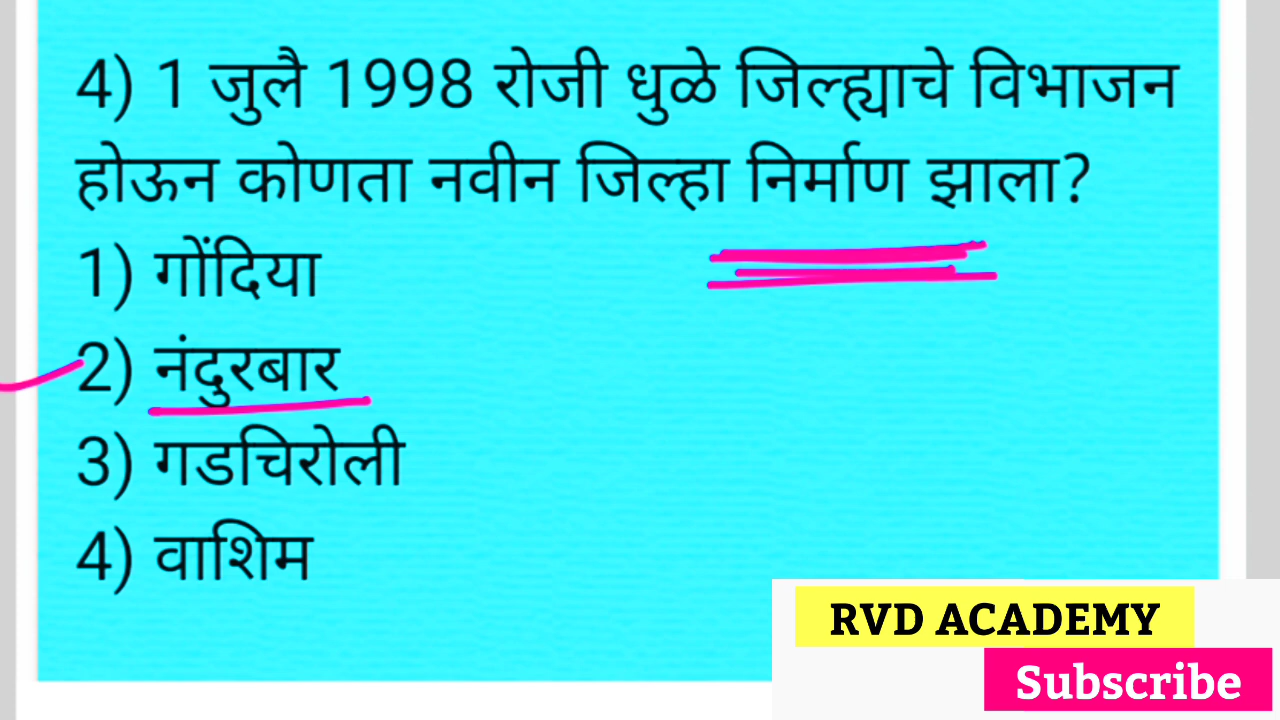 4) 1 जुलै 1998 रोजी धुळे जिल्ह्याचे विभाजन
होऊन कोणता नवीन जिल्हा निर्माण झाला?
1) गोंदिया
2) नंदुरबार
3) गडचिरोली
4) वाशिम
RVD ACADEMY
Subscribe